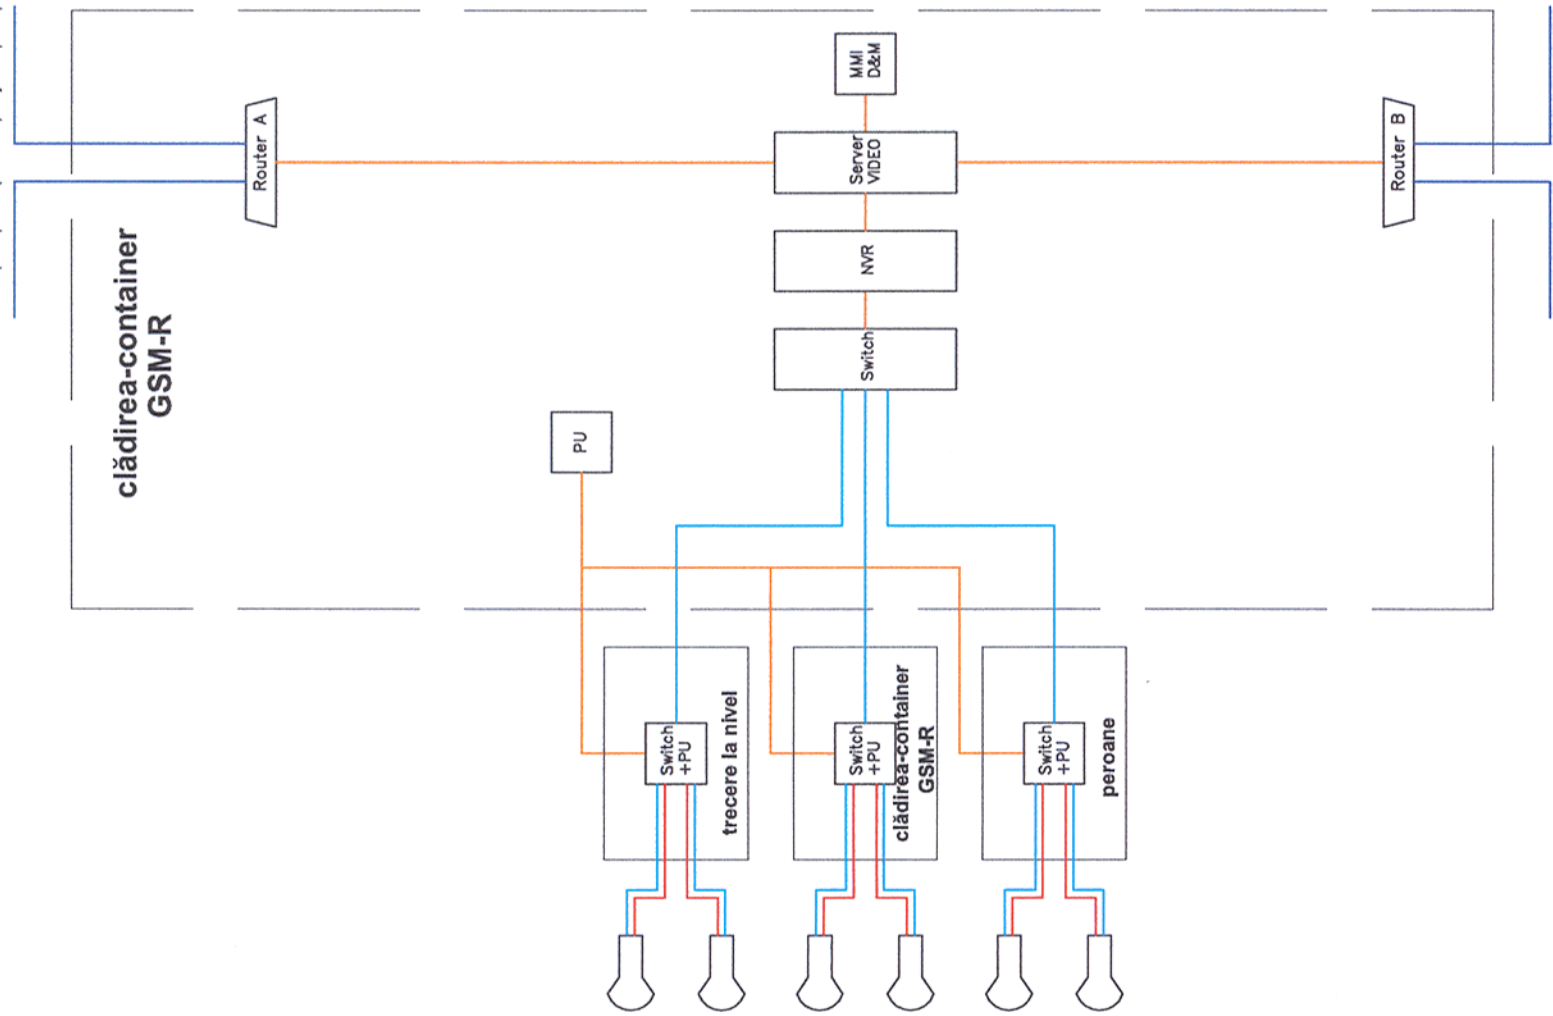 clădirea-container
GSM-R
Router A
MMI
D&M
Server
VIDEO
NVR
Switch
Router B
PU
Switch
+PU
trecere la nivel
Switch
+PU
clădirea-container
GSM-R
Switch
+PU
peroane